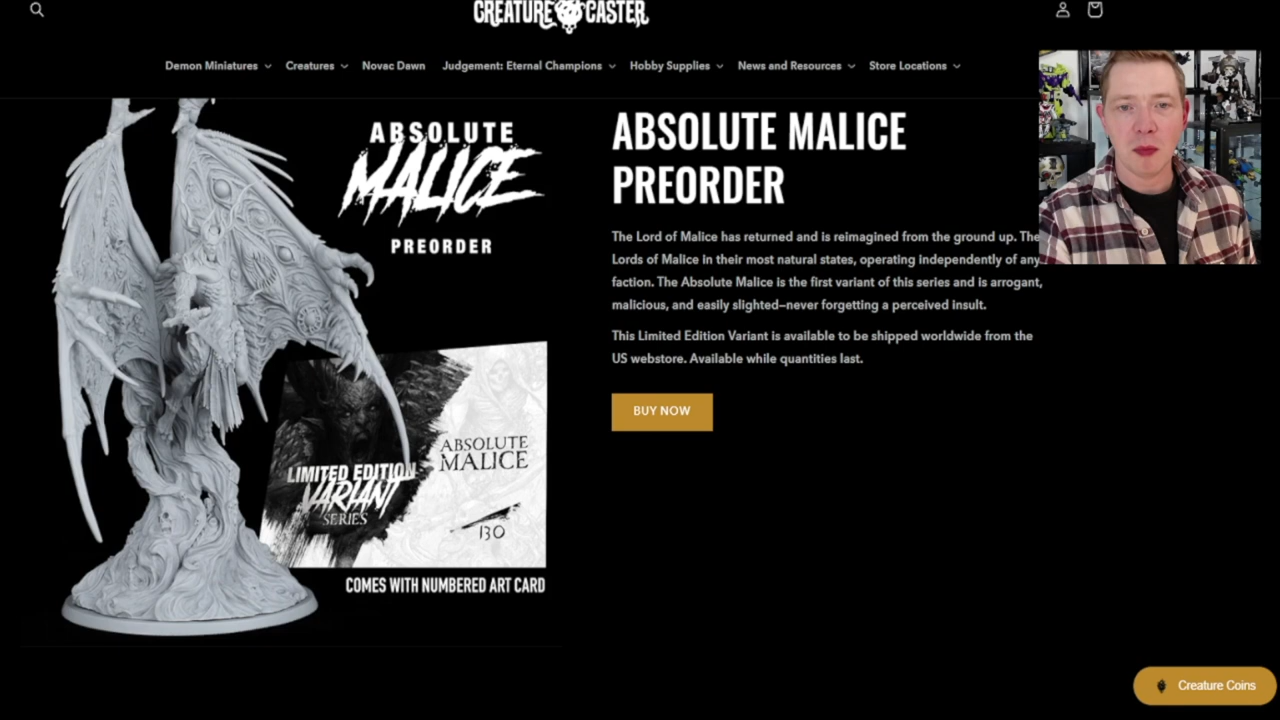 CREATURE CASTER
Demon Miniatures Creatures Novac Dawn Judgement: Eternal Champions Hobby Supplies News and Resources Store Locations
ABSOLUTE
MALICE
PREORDER
LIMITED EDITION
VARIANT
SERIES
ABSOLUTE
MALICE
130
COMES WITH NUMBERED ART CARD
ABSOLUTE MALICE
PREORDER
The Lord of Malice has returned and is reimagined from the ground up. The
Lords of Malice in their most natural states, operating independently of any
faction. The Absolute Malice is the first variant of this series and is arrogant,
malicious, and easily slighted—never forgetting a perceived insult.
This Limited Edition Variant is available to be shipped worldwide from the
US webstore. Available while quantities last.
BUY NOW
Creature Coins